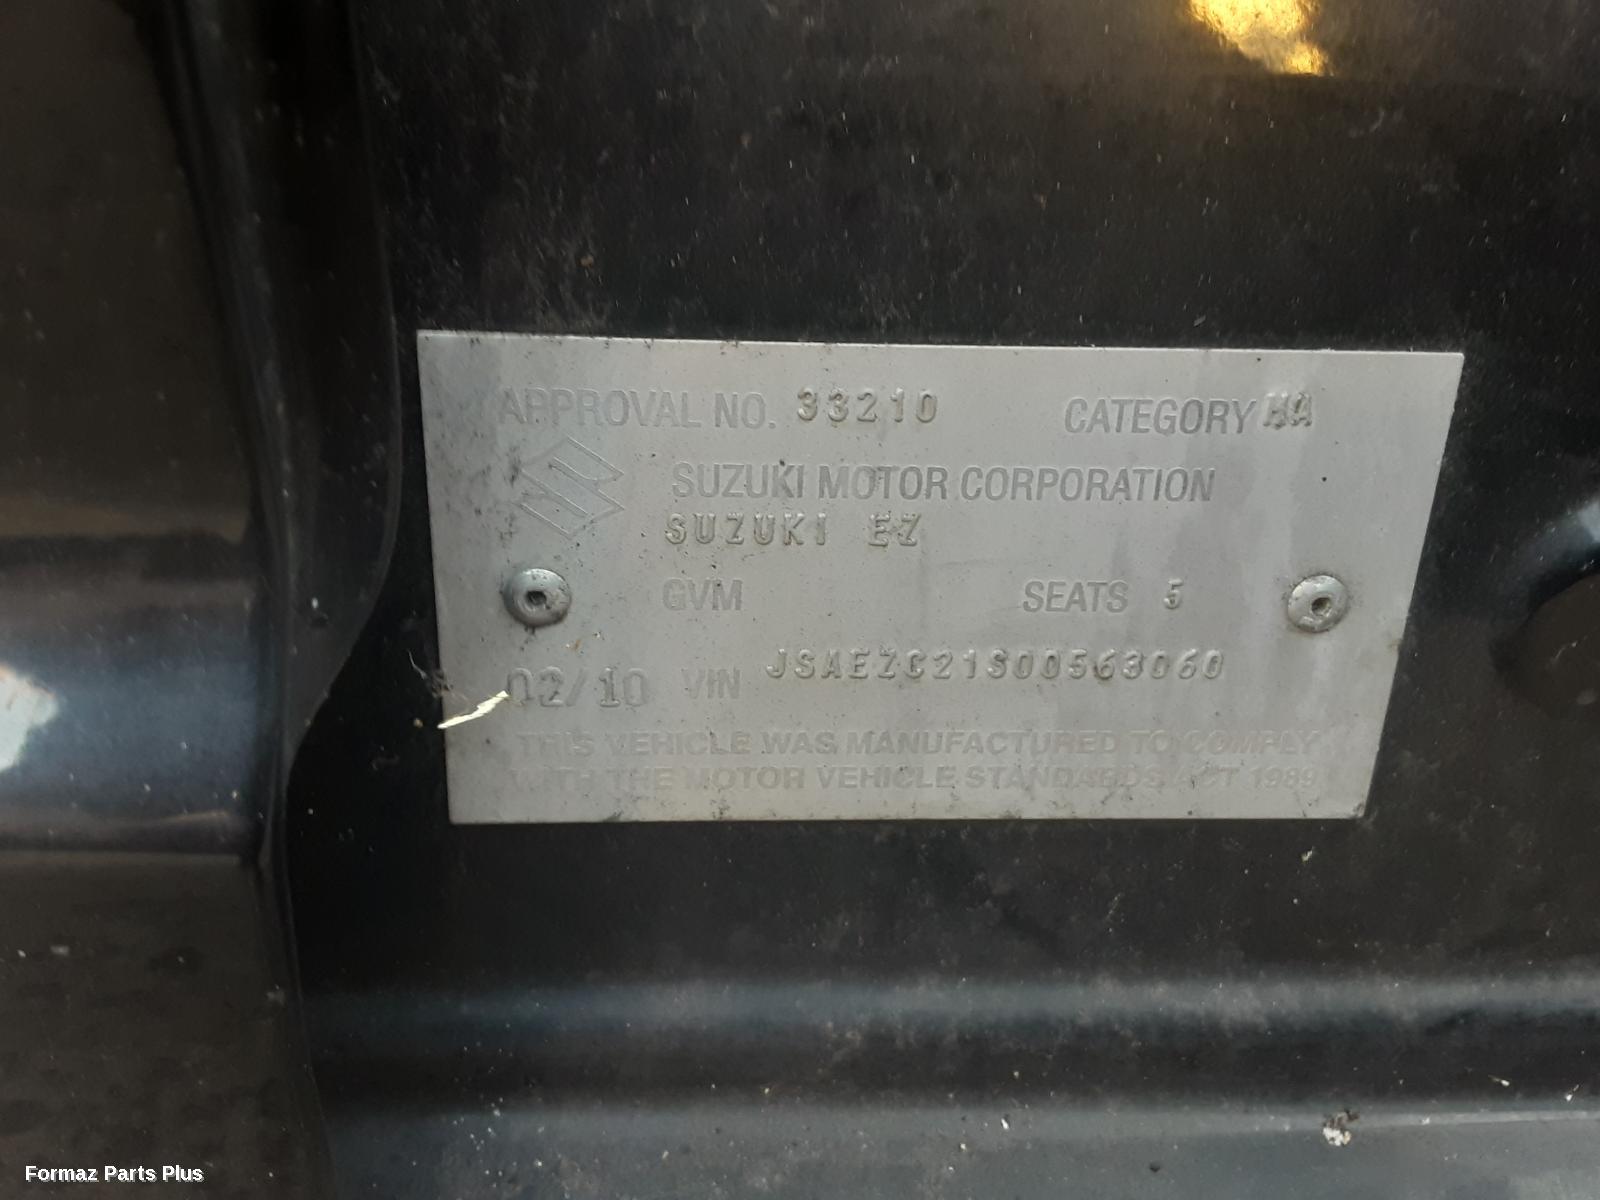 APPROVAL NO. 33210 CATEGORY MA
SUZUKI MOTOR CORPORATION
SUZUKI EZ
GVM SEATS 5
02/10 VIN JSAEZC21S00563060
THIS VEHICLE WAS MANUFACTURED TO COMPLY
WITH THE MOTOR VEHICLE STANDARDS ACT 1989
Formaz Parts Plus